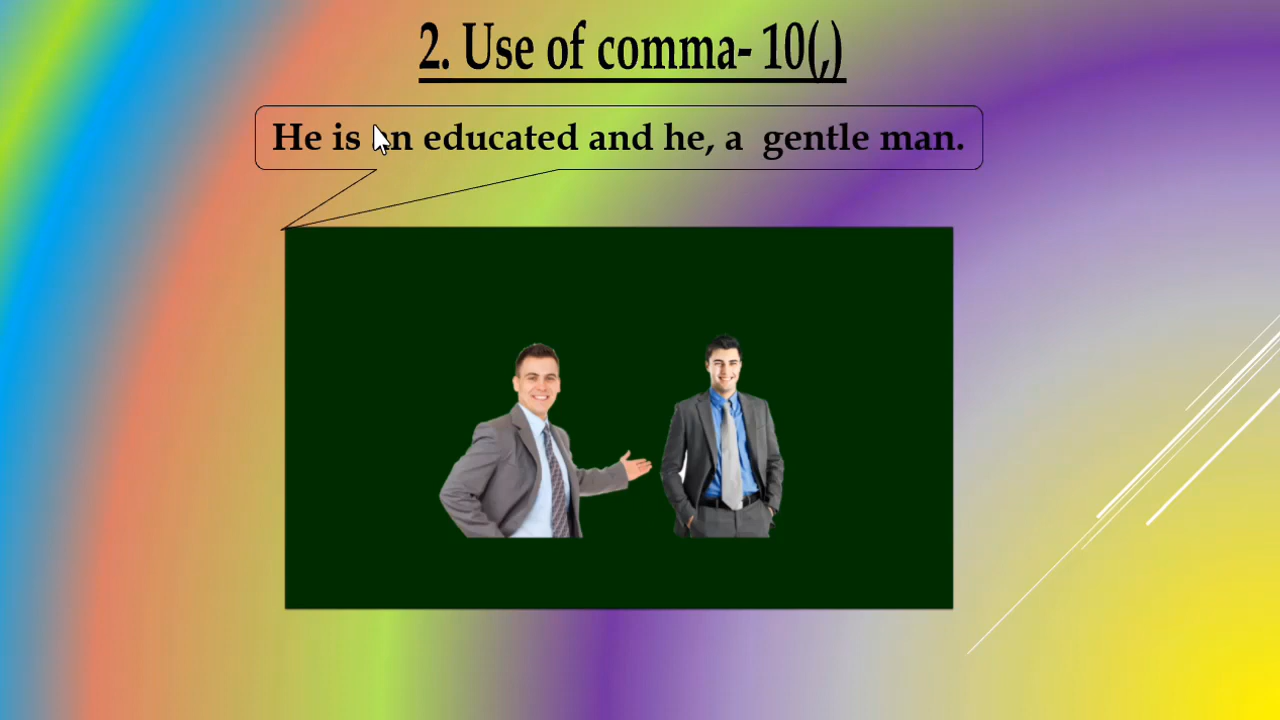 2. Use of comma- 10(,)
He is an educated and he, a gentle man.